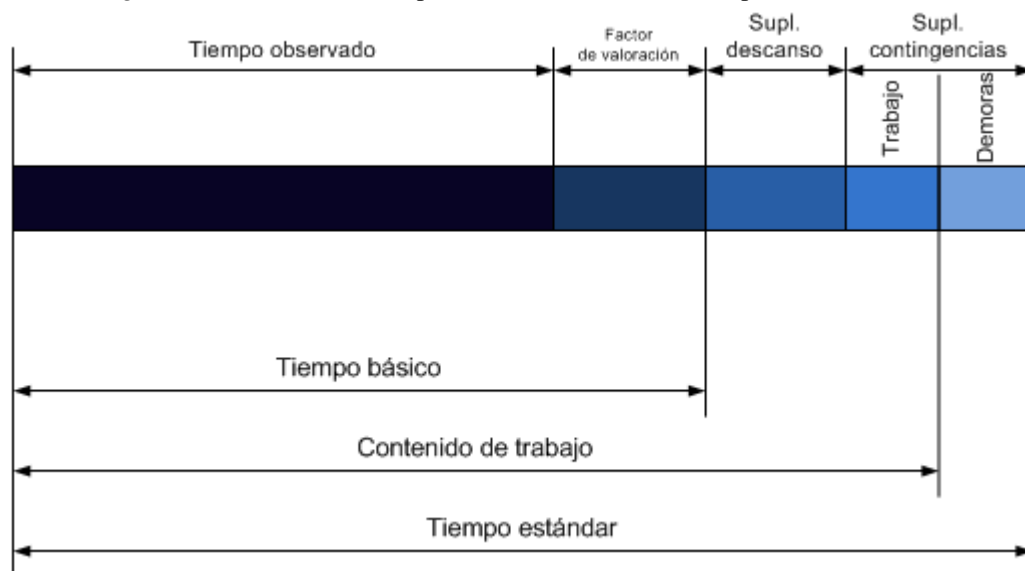 Tiempo observado
Factor
de valoración
Supl.
descanso
Supl.
contingencias
Trabajo
Demoras
Tiempo básico
Contenido de trabajo
Tiempo estándar